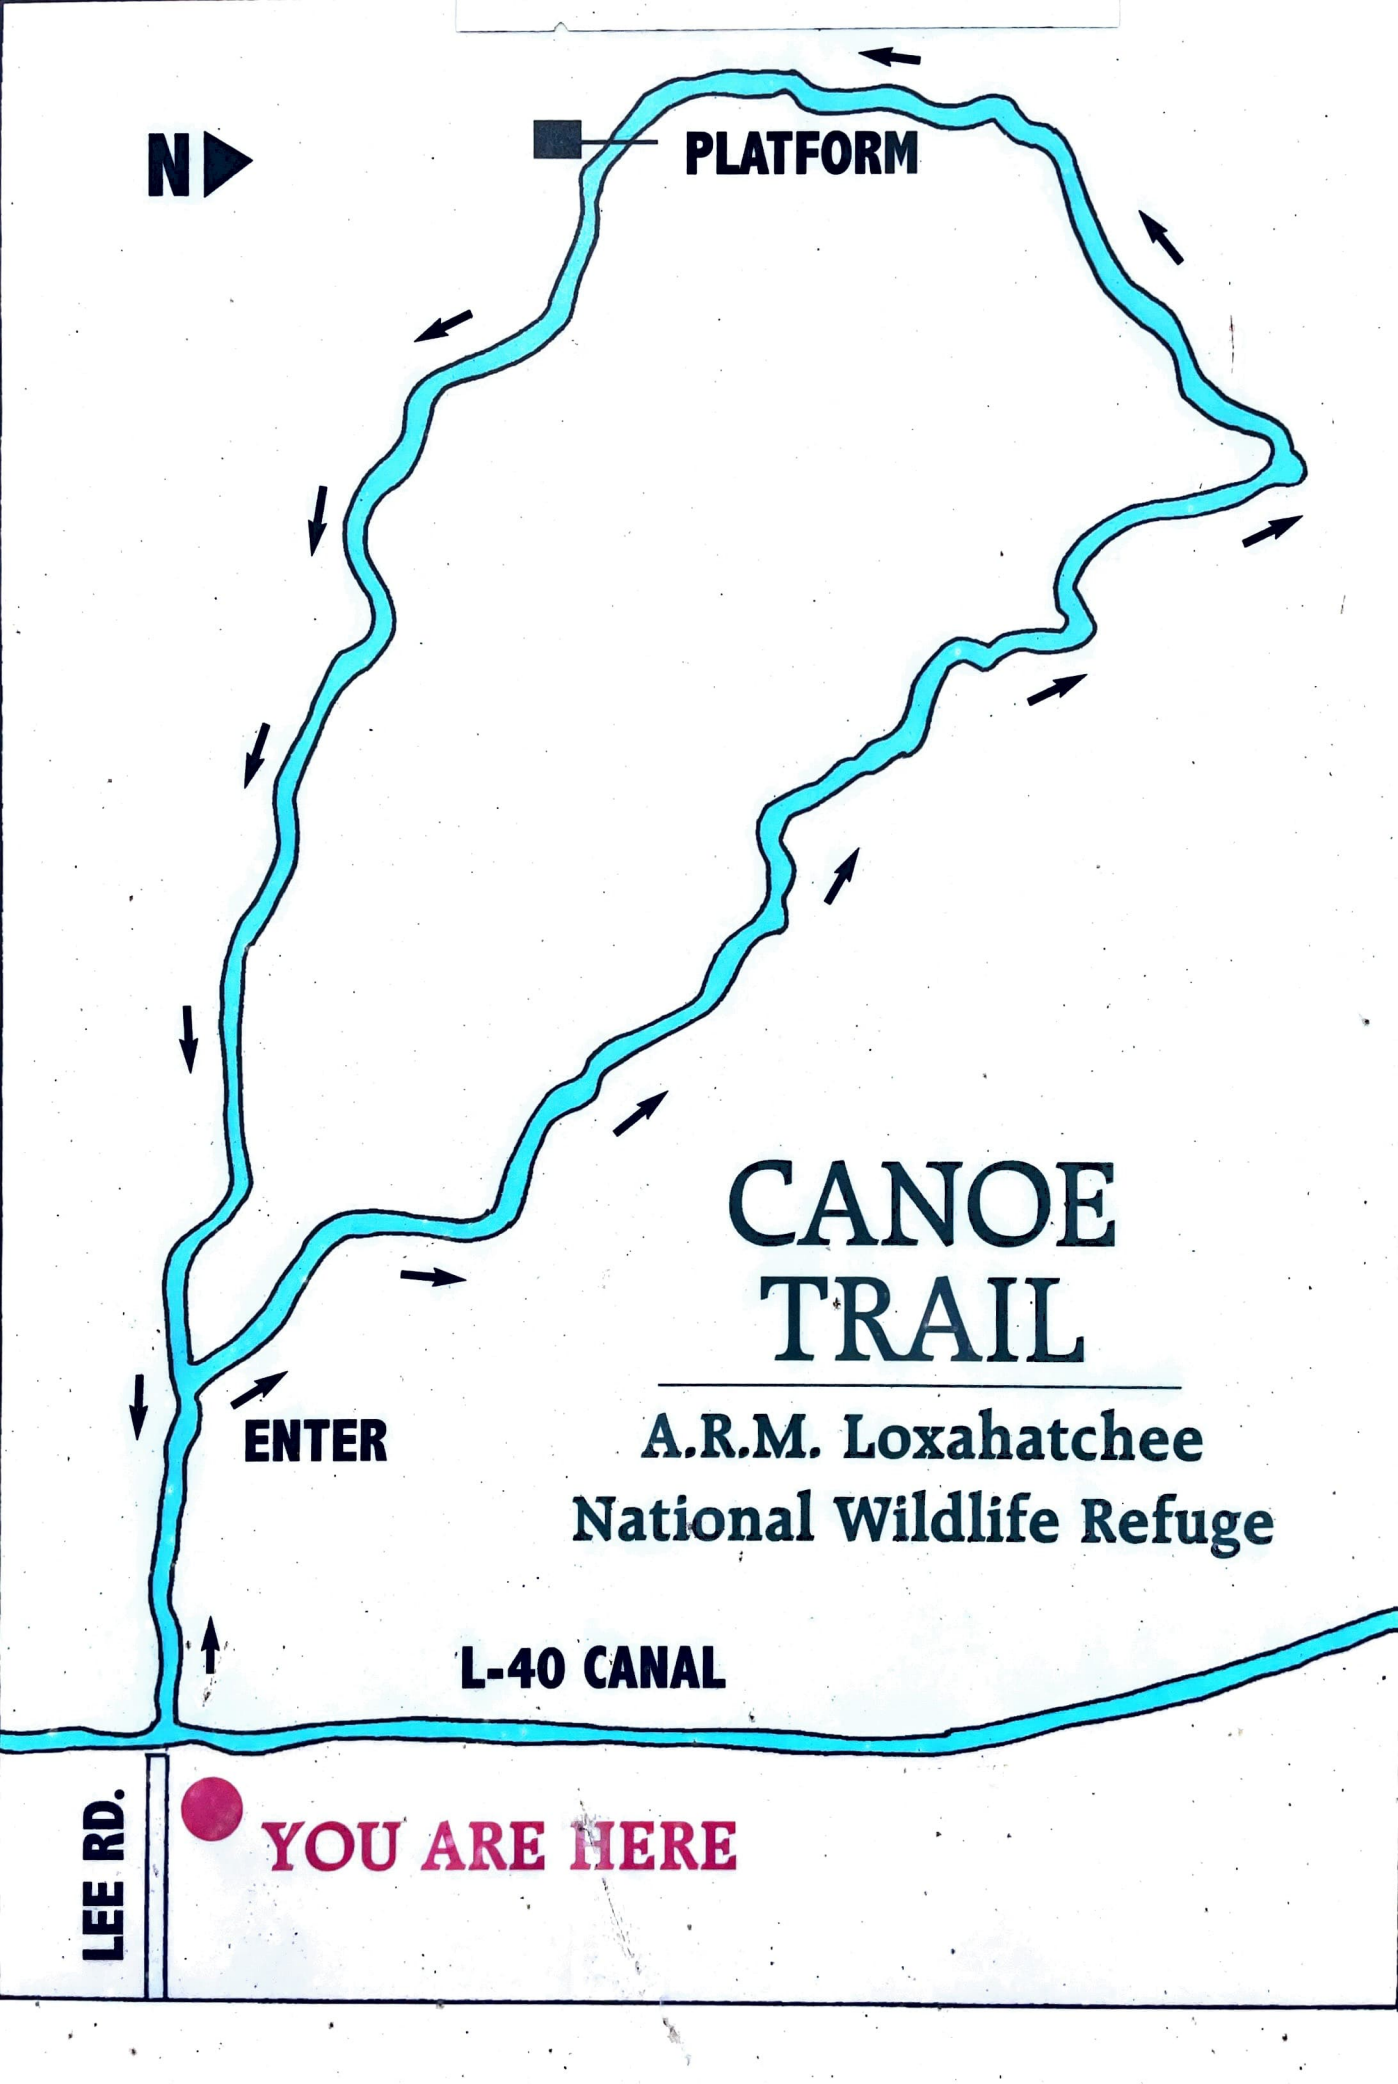 N
PLATFORM
CANOE
TRAIL
A.R.M. Loxahatchee
National Wildlife Refuge
ENTER
L-40 CANAL
LEE RD.
YOU ARE HERE